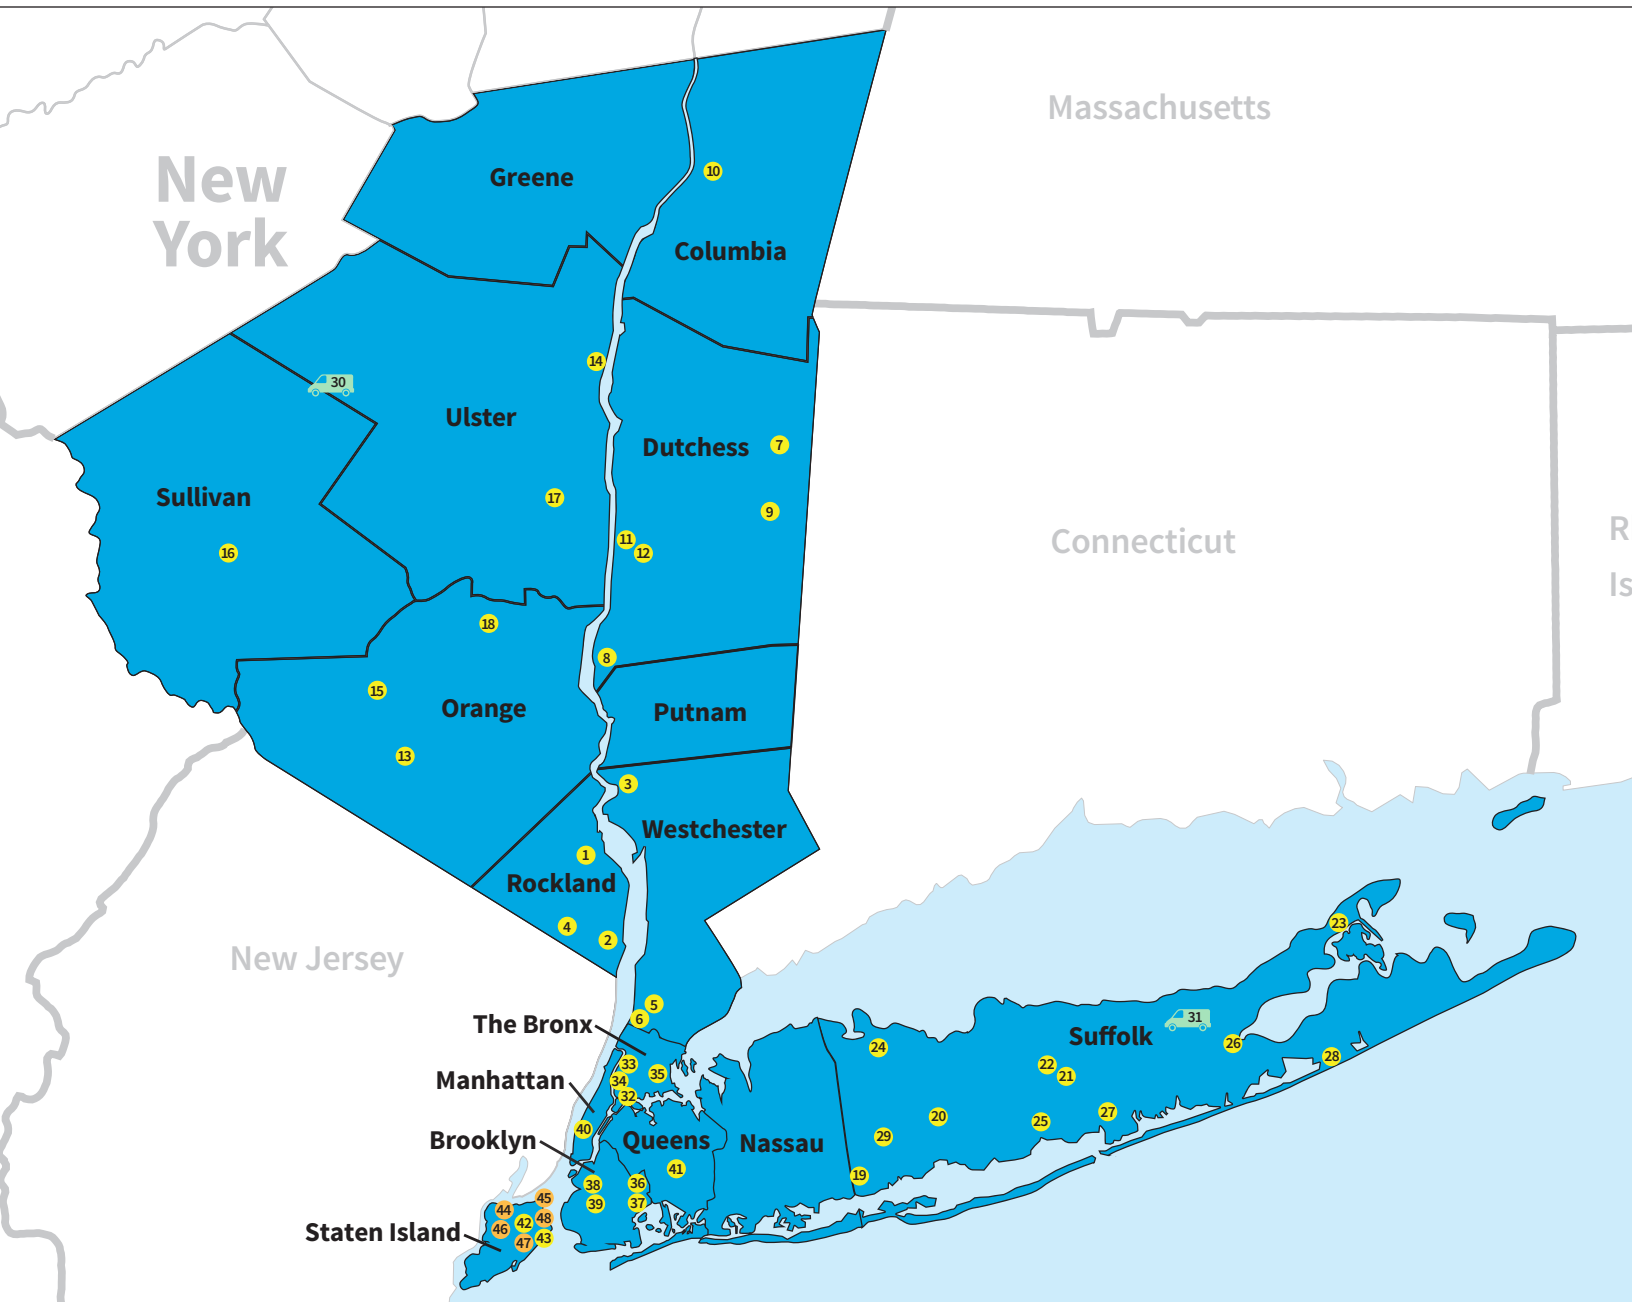 Massachusetts
New
York
Greene
10
Columbia
14
30
Ulster
Dutchess
7
Sullivan
17
9
11
12
16
Connecticut
R
Is
18
8
15
Orange
Putnam
13
3
Westchester
1
Rockland
4
2
23
New Jersey
5
6
The Bronx
31
Suffolk
26
24
28
33
22
35
21
34
Manhattan
32
27
20
25
40
29
Brooklyn
Queens
Nassau
41
19
38
36
39
37
45
44
48
42
46
43
47
Staten Island